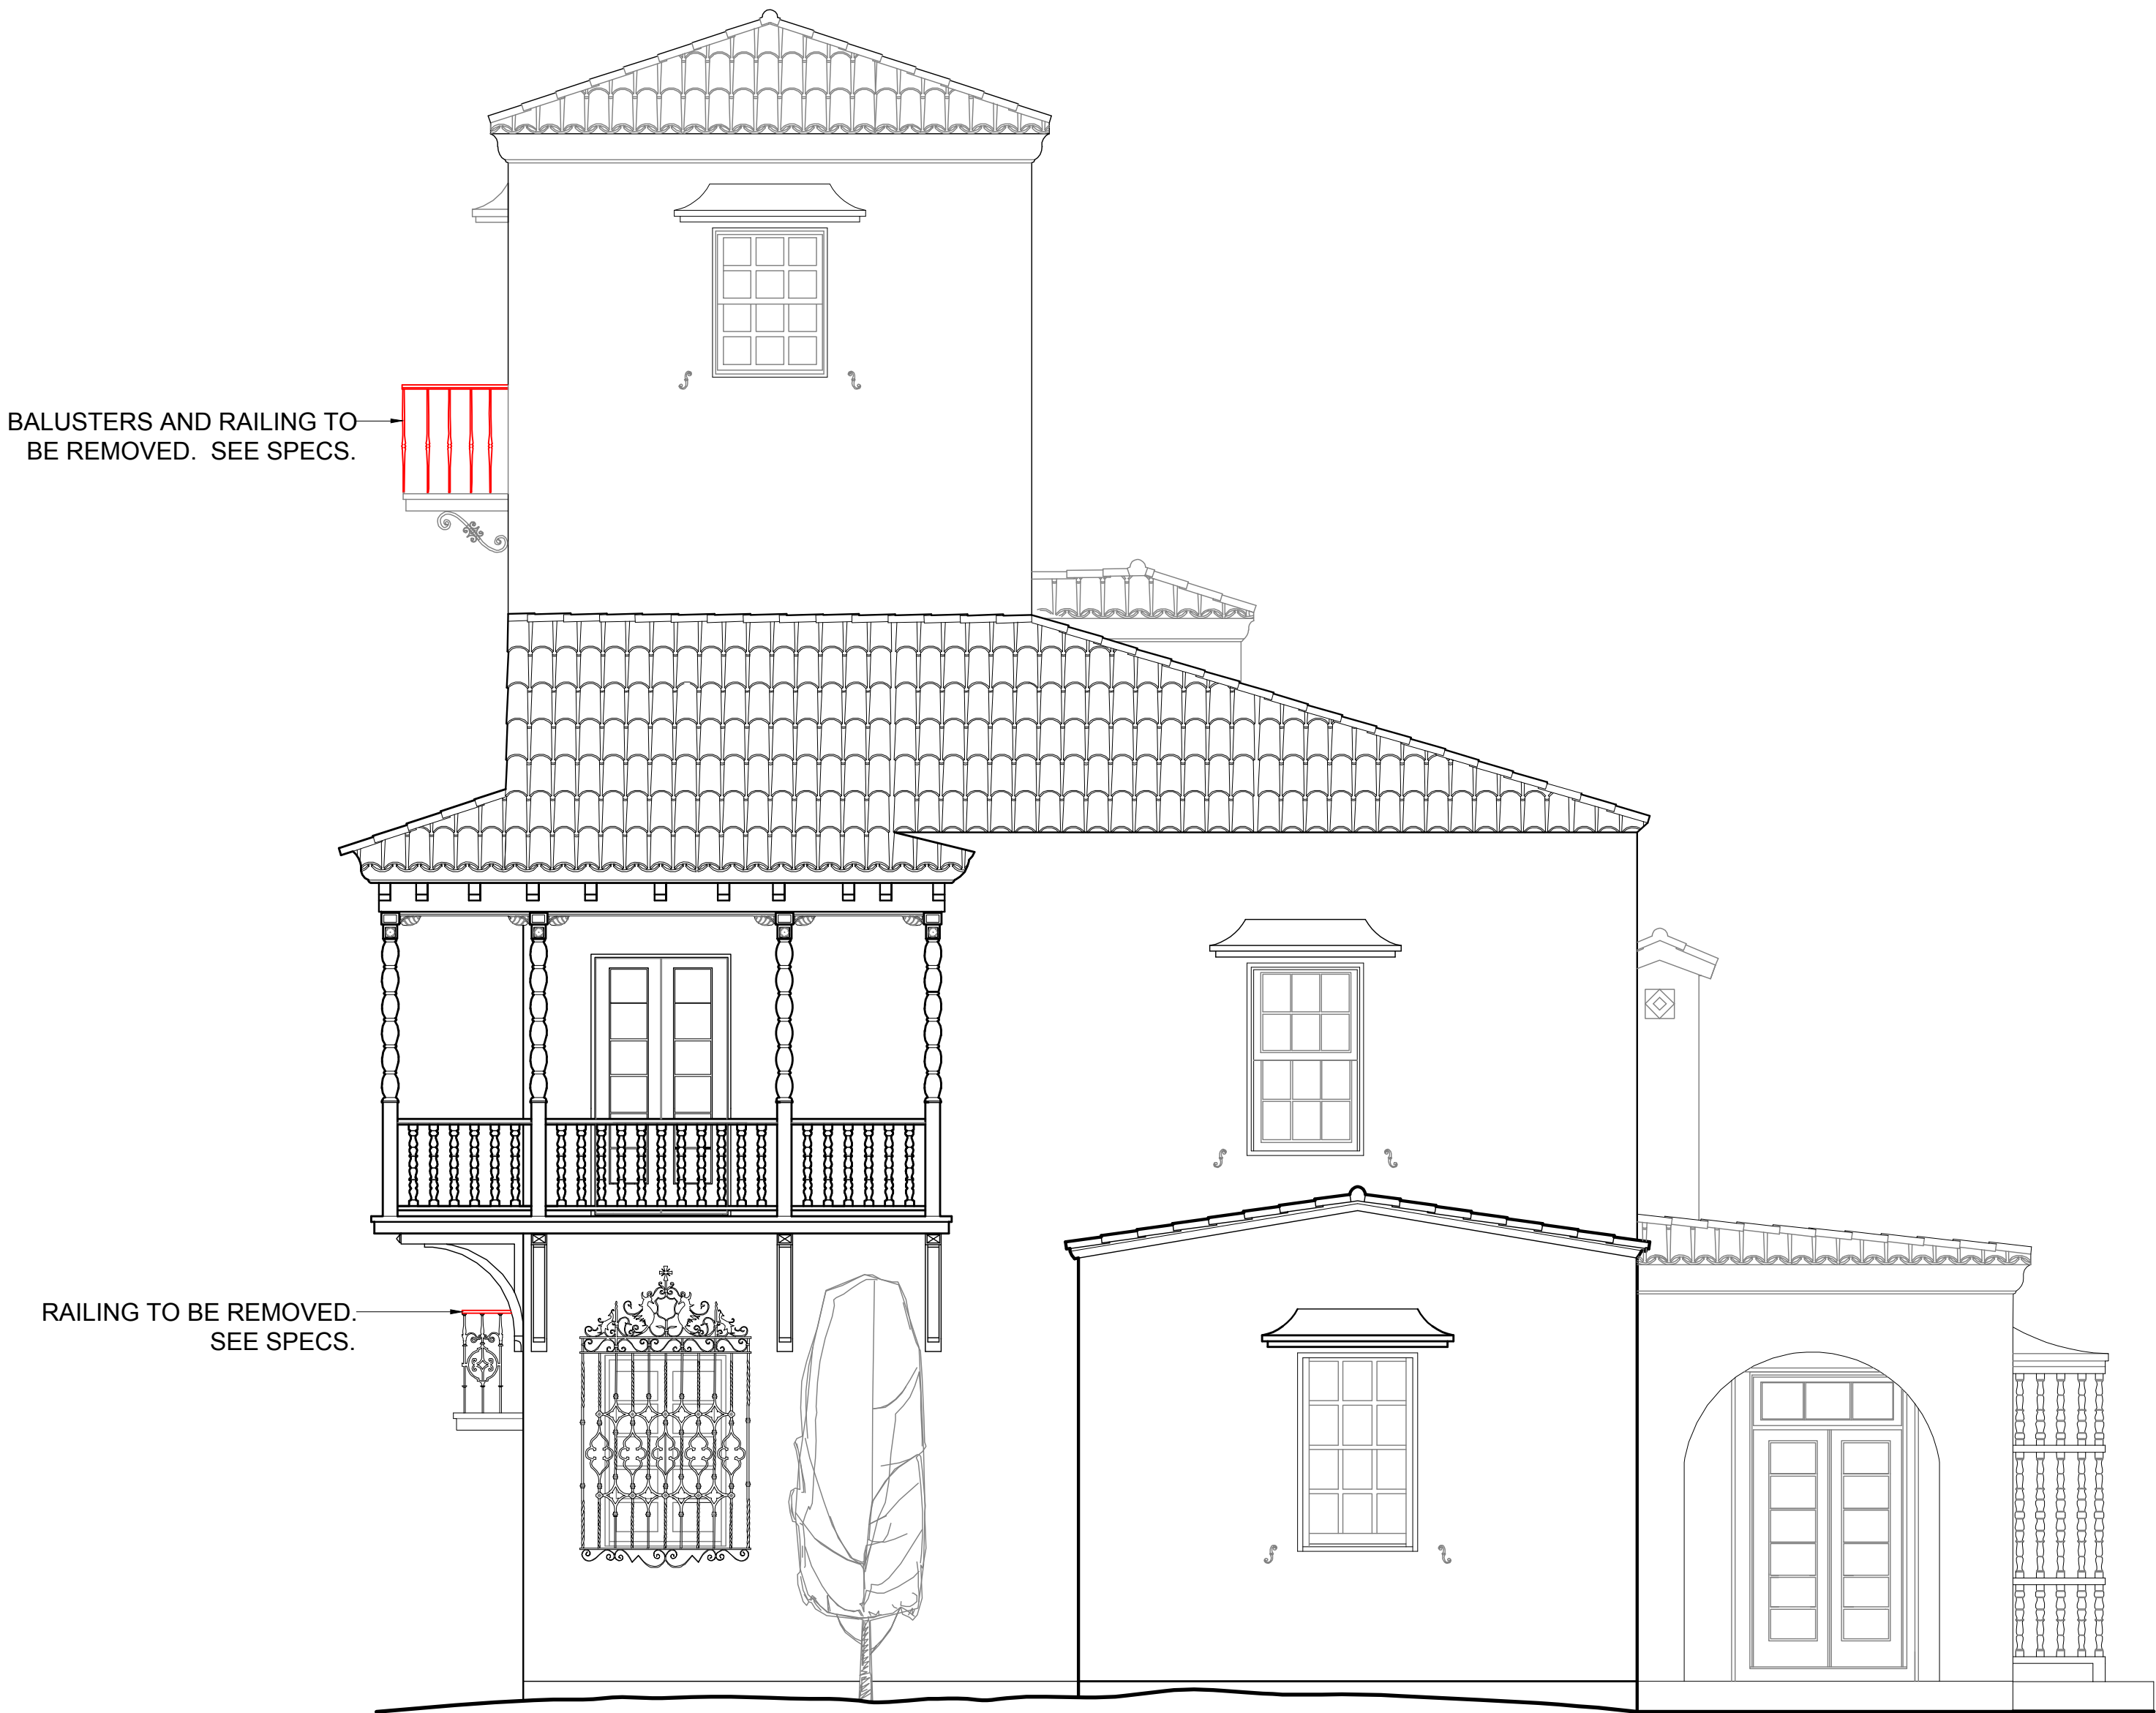 BALUSTERS AND RAILING TO
BE REMOVED.  SEE SPECS.
RAILING TO BE REMOVED.
SEE SPECS.